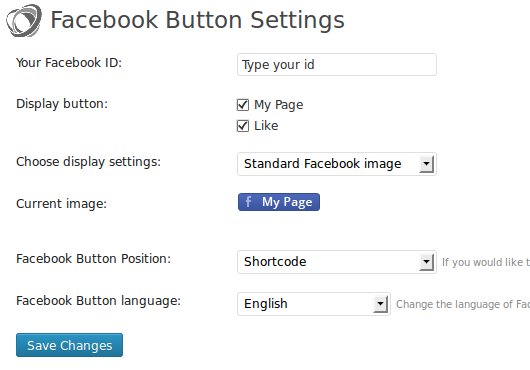 Facebook Button Settings
Your Facebook ID: Type your id
Display button: My Page
Like
Choose display settings: Standard Facebook image
Current image: f My Page
Facebook Button Position: Shortcode If you would like t
Facebook Button language: English Change the language of Fac
Save Changes